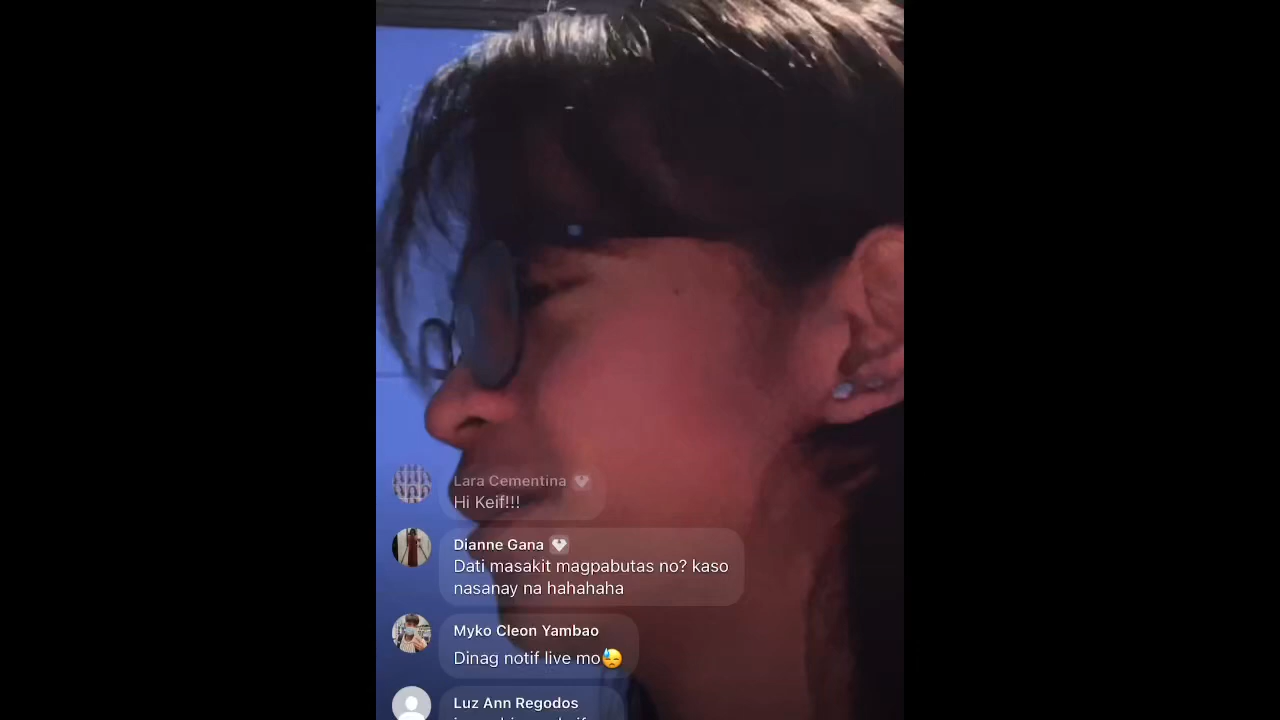 Lara Cementina
Hi Keif!!!
Dianne Gana
Dati masakit magpabutas no? kaso
nasanay na hahahaha
Myko Cleon Yambao
Dinag notif live mo😓
Luz Ann Regodos